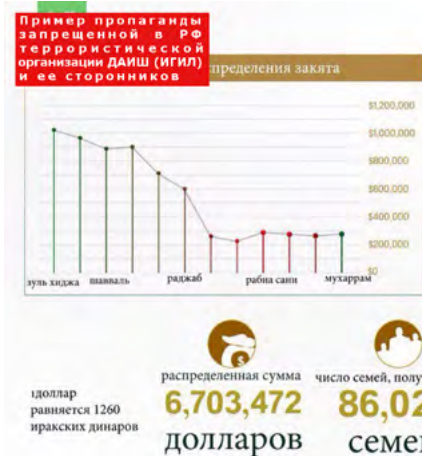 Пример пропаганды
запрещенной в РФ
террористической
организации ДАИШ (ИГИЛ)
и ее сторонников
спределения закята
$1,200,000
$1,000,000
$800,000
$600,000
$400,000
$200,000
$0
зуль хиджа шавваль раджаб рабиа сани мухаррам
распределенная сумма
число семей, полу
1доллар
равняется 1260
иракских динаров
6,703,472
86,02
долларов
семе